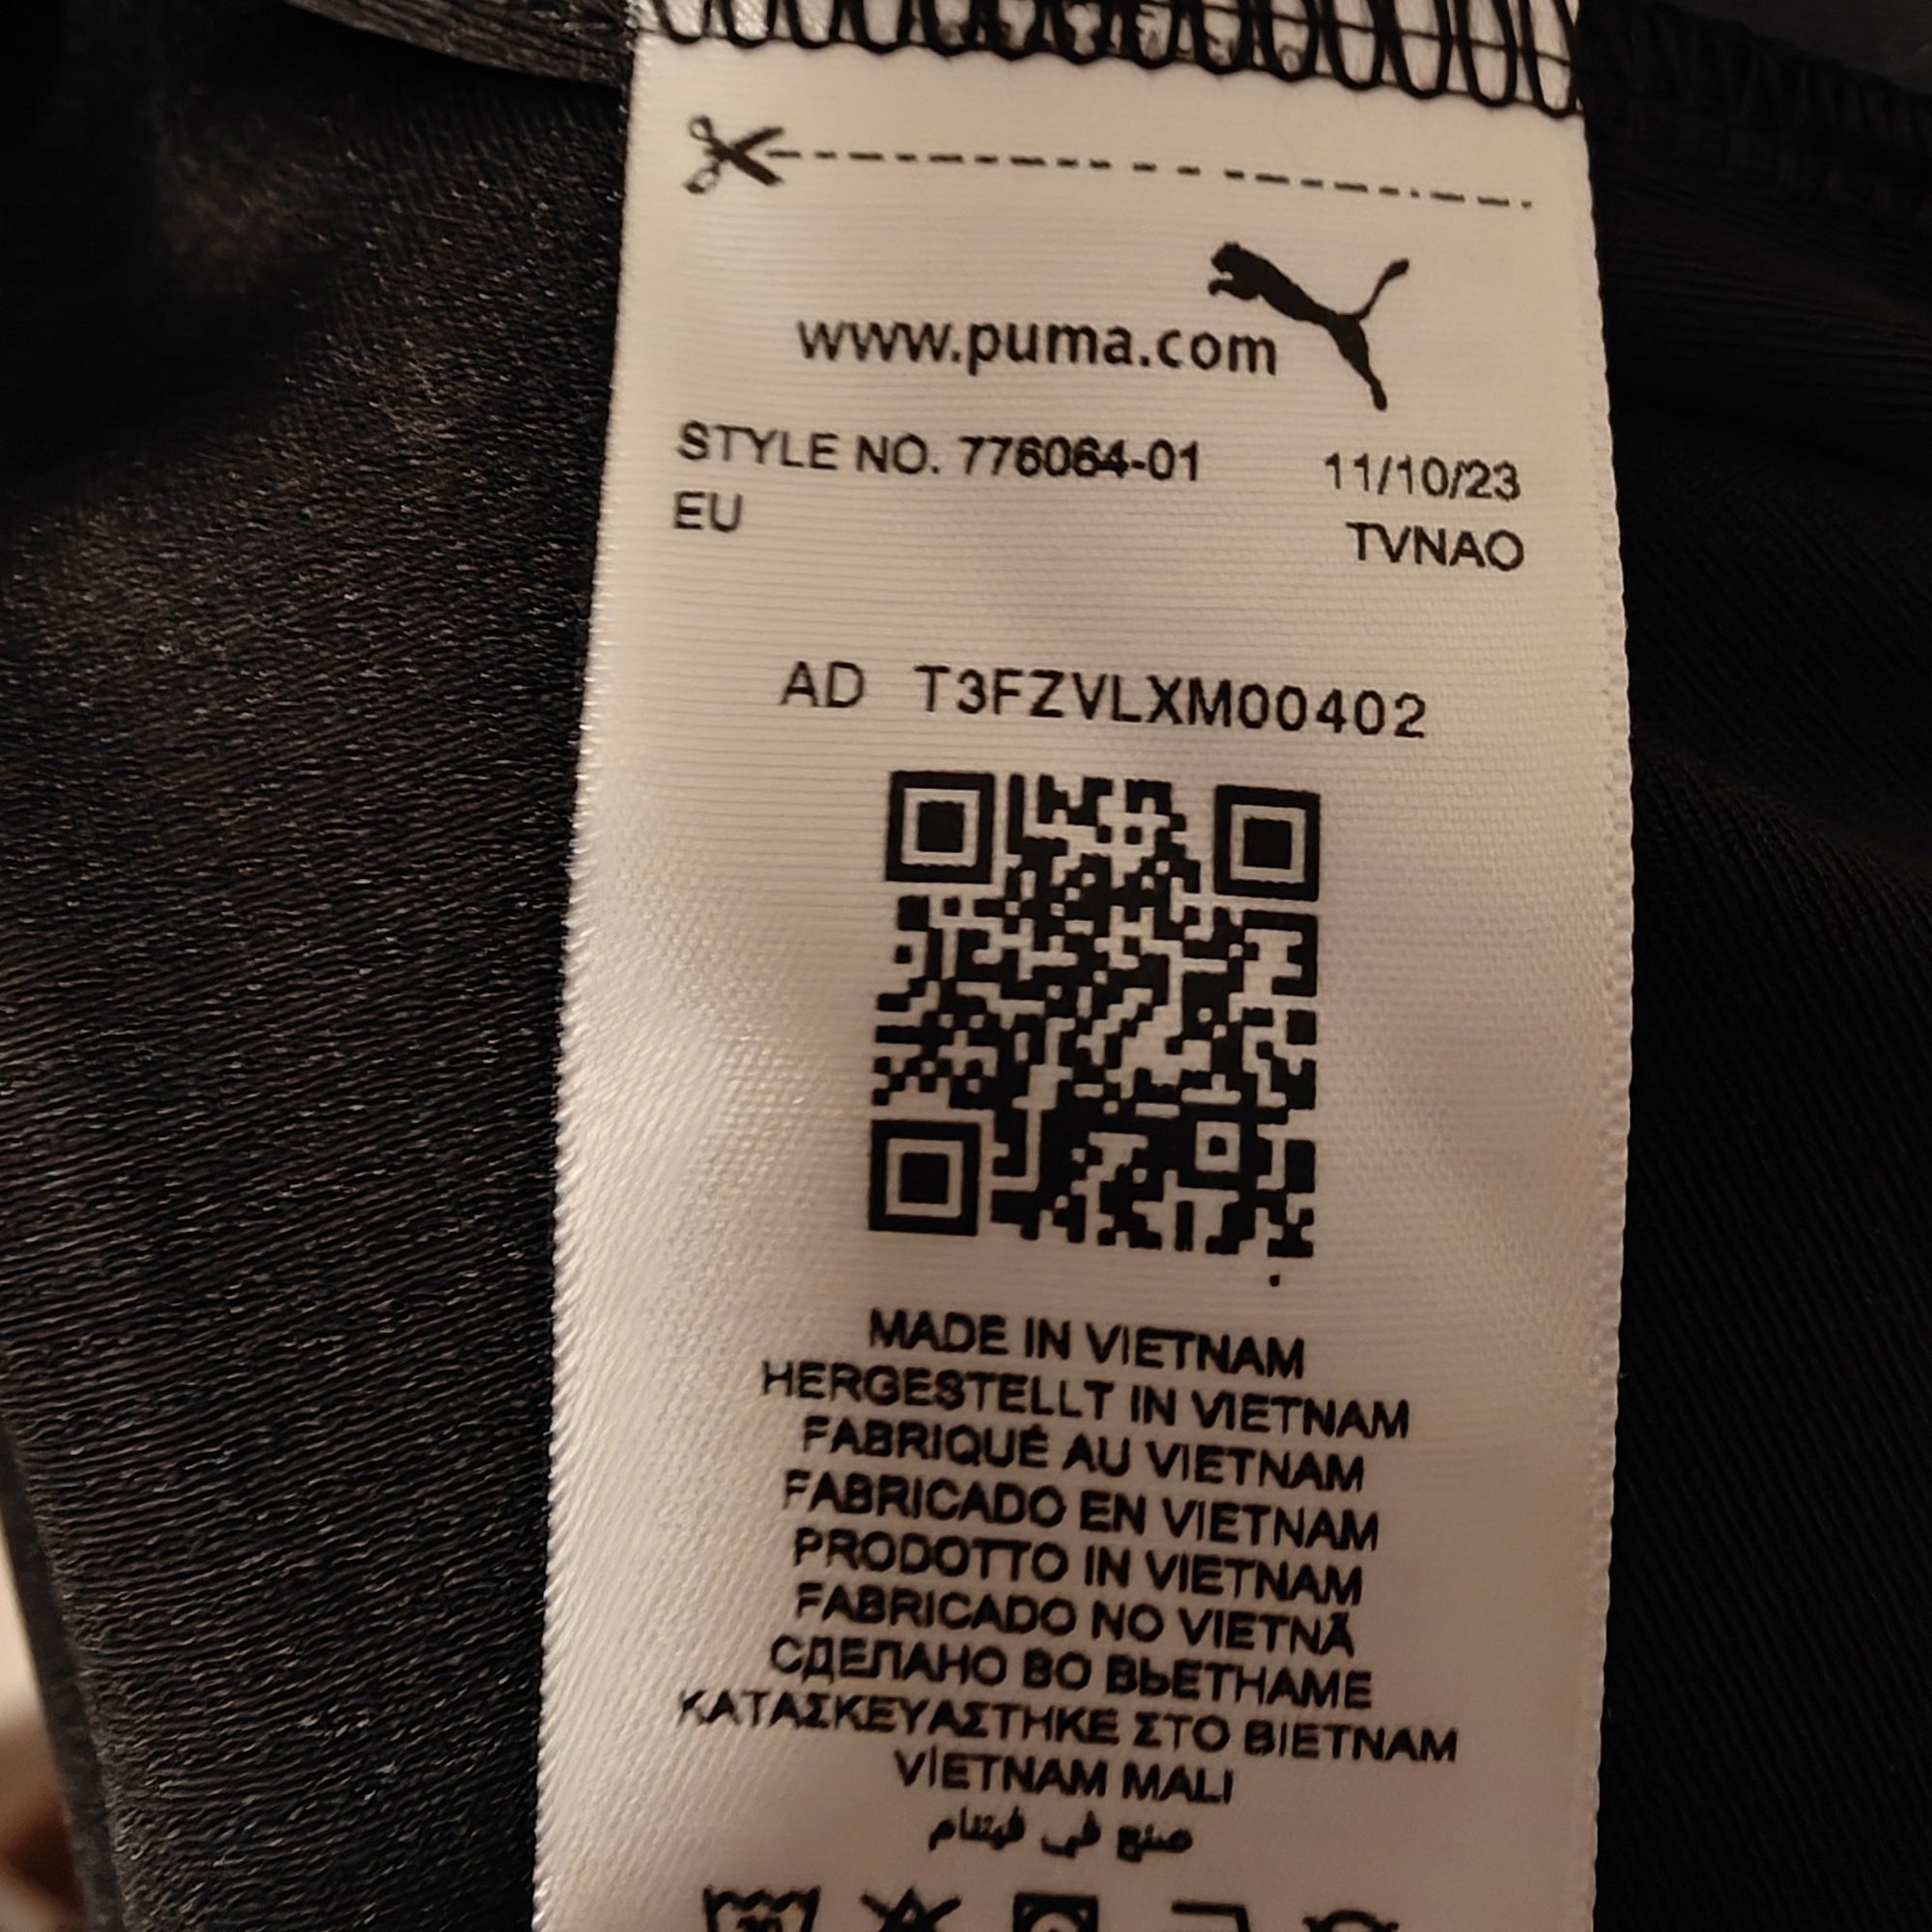 www.puma.com
STYLE NO. 776064-01 11/10/23
EU TVNAO
AD T3FZVLXM00402
MADE IN VIETNAM
HERGESTELLT IN VIETNAM
FABRIQUÉ AU VIETNAM
FABRICADO EN VIETNAM
PRODOTTO IN VIETNAM
FABRICADO NO VIETNÃ
СДЕЛАНО ВО ВЬЕТНАМЕ
ΚΑΤΑΣΚΕΥΑΣΤΗΚΕ ΣΤΟ ΒΙΕΤΝΑΜ
VİETNAM MALI
صنع في فيتنام